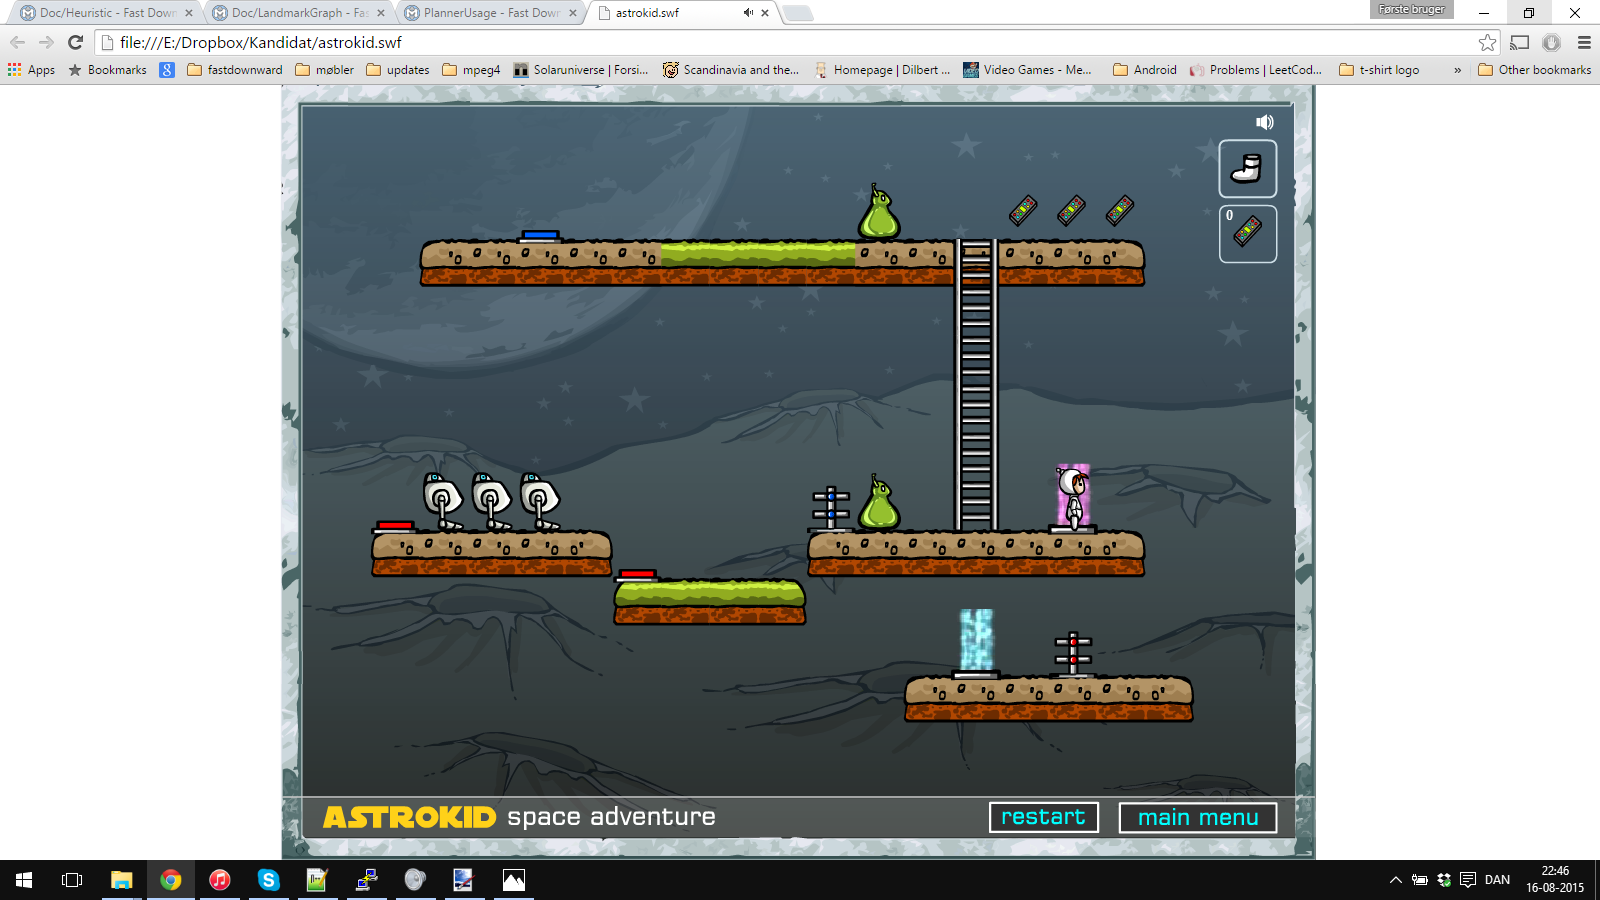 Doc/Heuristic - Fast Down
Doc/LandmarkGraph - Fas
PlannerUsage - Fast Down
astrokid.swf
Første bruger
file:///E:/Dropbox/Kandidat/astrokid.swf
Apps
Bookmarks
fastdownward
møbler
updates
mpeg4
Solaruniverse | Forsi...
Scandinavia and the...
Homepage | Dilbert ...
Video Games - Me...
Android
Problems | LeetCod...
t-shirt logo
»
Other bookmarks
0
ASTROKID space adventure
restart
main menu
DAN
22:46
16-08-2015